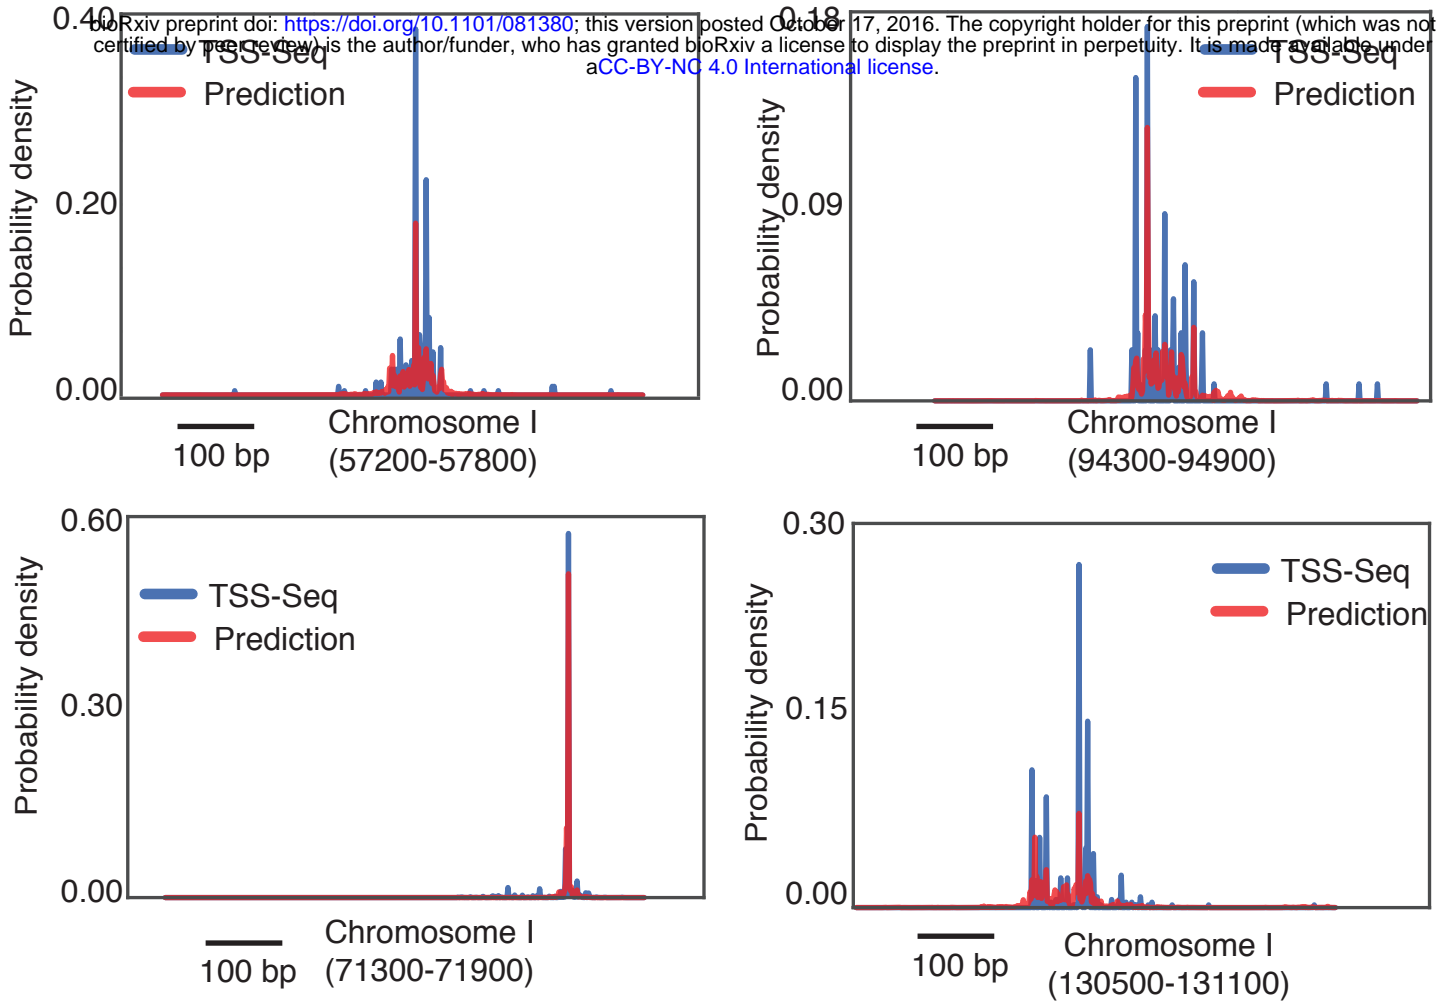 bioRxiv preprint doi: https://doi.org/10.1101/081380; this version posted October 17, 2016. The copyright holder for this preprint (which was not
certified by peer review) is the author/funder, who has granted bioRxiv a license to display the preprint in perpetuity. It is made available under
aCC-BY-NC 4.0 International license.
0.40
0.20
0.00
Probability density
TSS-Seq
Prediction
100 bp
Chromosome I
(57200-57800)
0.18
0.09
0.00
Probability density
TSS-Seq
Prediction
100 bp
Chromosome I
(94300-94900)
0.60
0.30
0.00
Probability density
TSS-Seq
Prediction
100 bp
Chromosome I
(71300-71900)
0.30
0.15
0.00
Probability density
TSS-Seq
Prediction
100 bp
Chromosome I
(130500-131100)